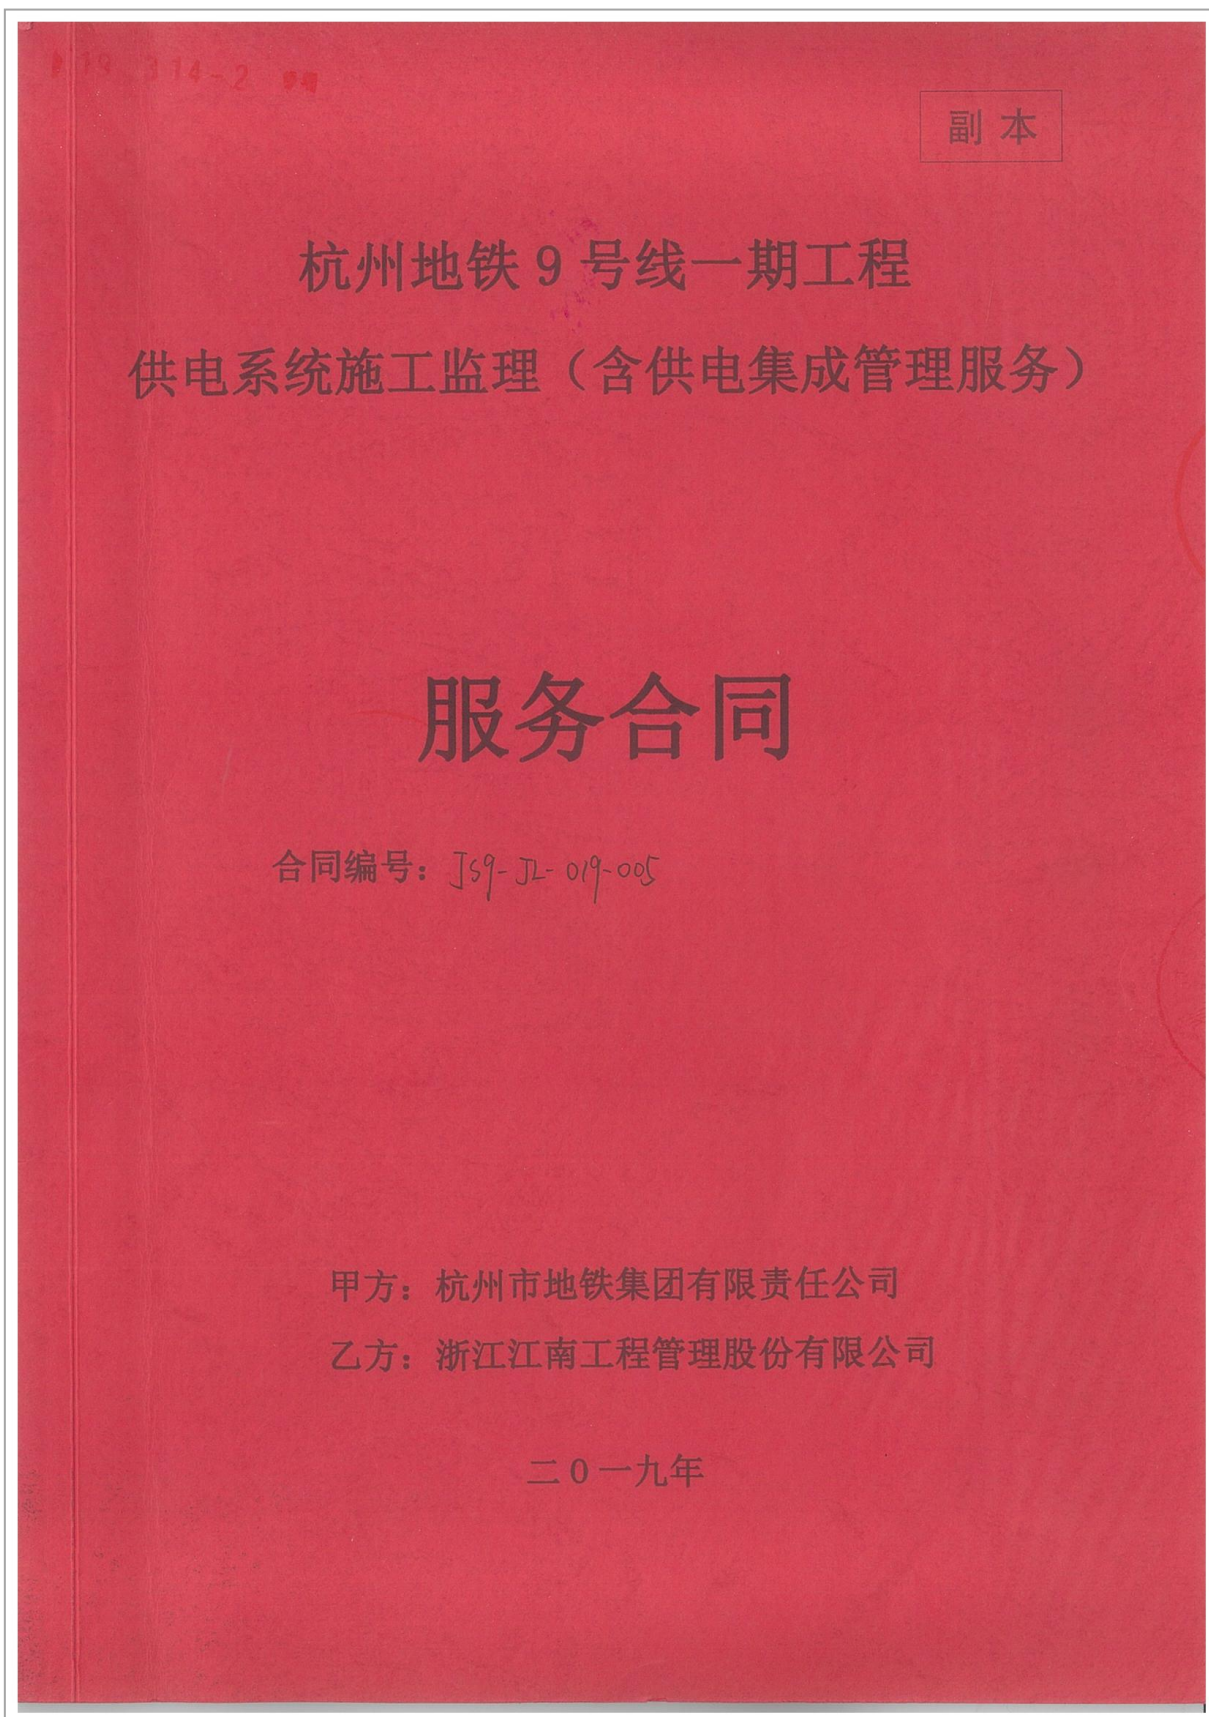 314-2
副本
杭州地铁9号线一期工程
供电系统施工监理（含供电集成管理服务）
服务合同
合同编号：JS9-JL-019-005
甲方：杭州市地铁集团有限责任公司
乙方：浙江江南工程管理股份有限公司
二0一九年